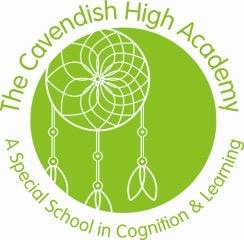 The Cavendish High Academy
A Special School in Cognition & Learning